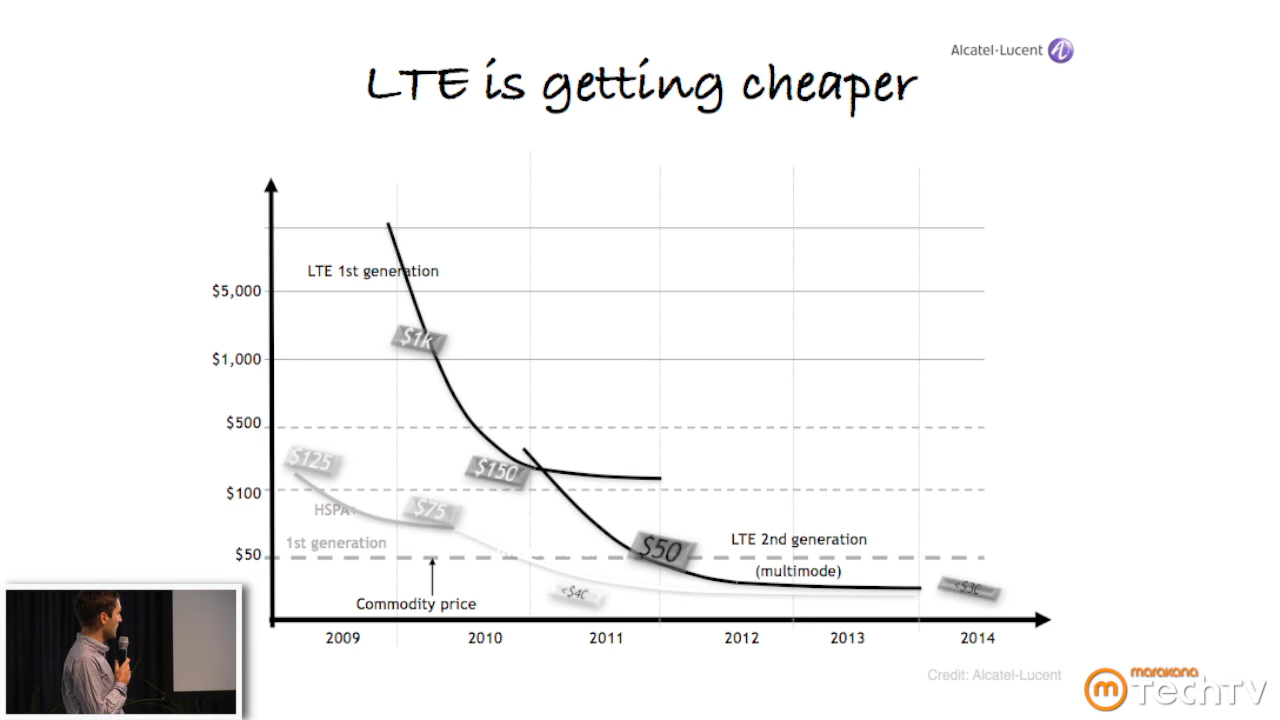 Alcatel·Lucent
LTE is getting cheaper
LTE 1st generation
$5,000
$1k
$1,000
$500
$125
$150
$100
HSPA+
$75
1st generation
$50
$50
LTE 2nd generation
(multimode)
Commodity price
2009 2010 2011 2012 2013 2014
Credit: Alcatel-Lucent
marakana
TechTV